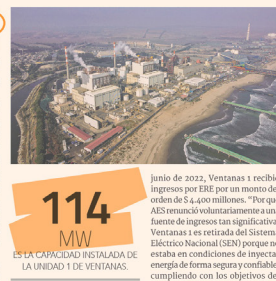 114
MW
ES LA CAPACIDAD INSTALADA DE
LA UNIDAD 1 DE VENTANAS.
junio de 2022, Ventanas 1 recibió
ingresos por ERE por un monto del
orden de $ 4.400 millones. "Por qué
AES renunció voluntariamente a una
fuente de ingresos tan significativa.
Ventanas 1 es retirada del Sistema
Eléctrico Nacional (SEN) porque no
estaba en condiciones de inyectar
energía de forma segura y confiable,
cumpliendo con los objetivos de